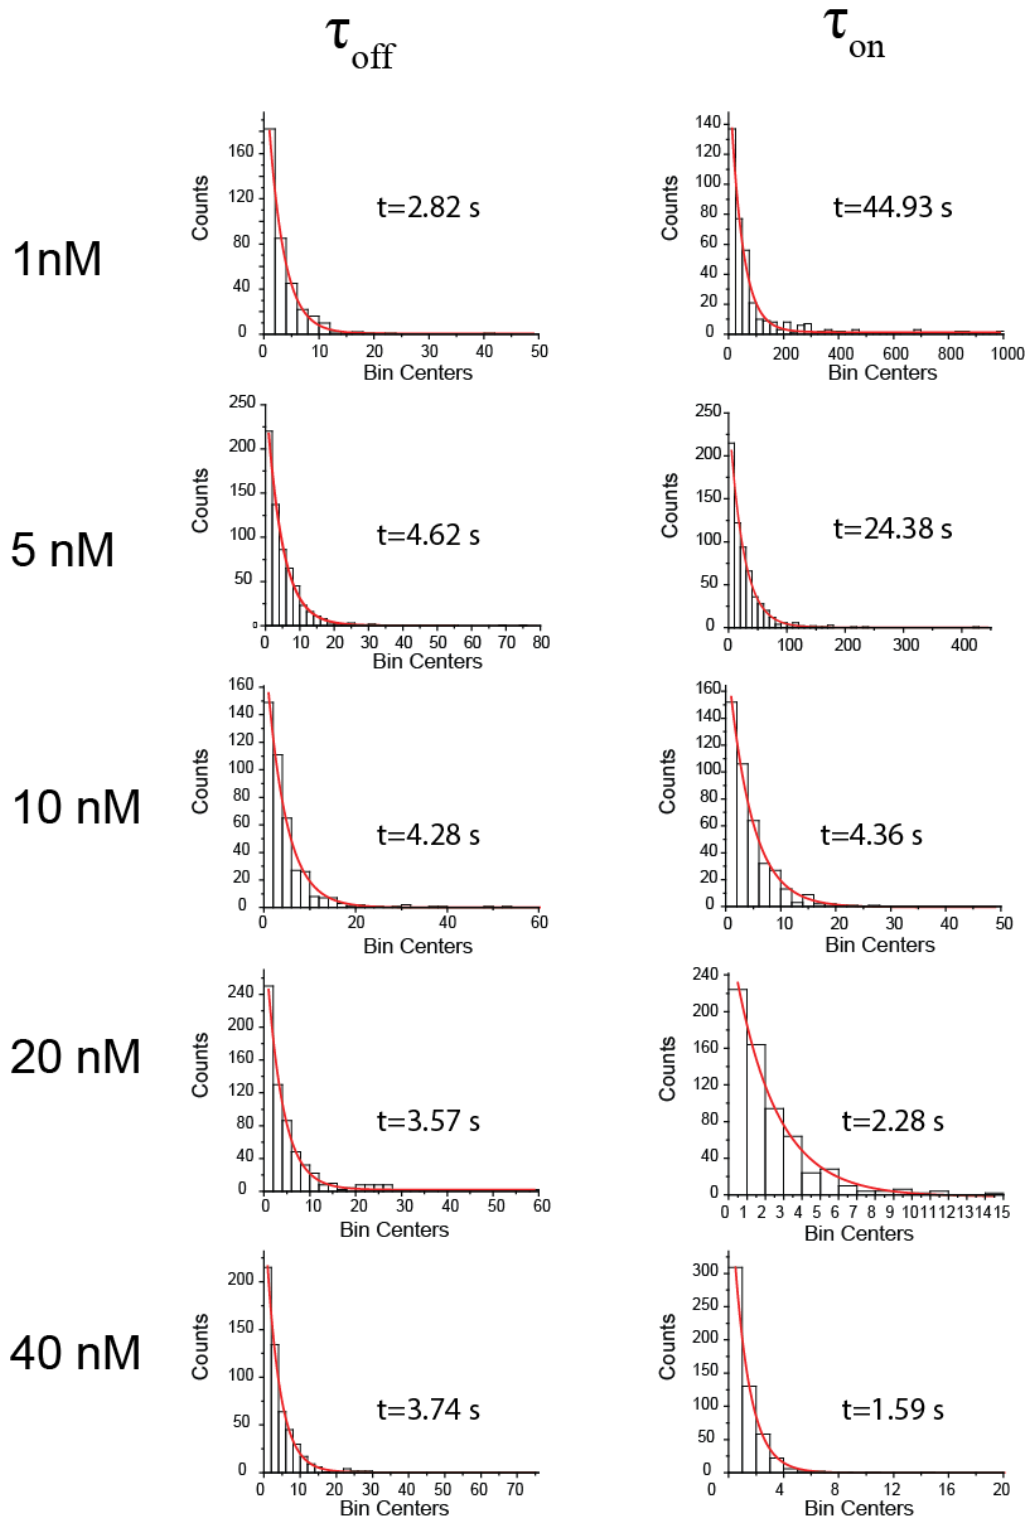 τoff
τon
1nM
Counts
160
120
80
40
0
0 10 20 30 40 50
Bin Centers
t=2.82 s
Counts
140
120
100
80
60
40
20
0
0 200 400 600 800 1000
Bin Centers
t=44.93 s
5 nM
Counts
250
200
150
100
50
0
0 10 20 30 40 50 60 70 80
Bin Centers
t=4.62 s
Counts
250
200
150
100
50
0
0 100 200 300 400
Bin Centers
t=24.38 s
10 nM
Counts
160
140
120
100
80
60
40
20
0
0 20 40 60
Bin Centers
t=4.28 s
Counts
160
140
120
100
80
60
40
20
0
0 10 20 30 40 50
Bin Centers
t=4.36 s
20 nM
Counts
240
200
160
120
80
40
0
0 10 20 30 40 50 60
Bin Centers
t=3.57 s
Counts
240
200
160
120
80
40
0
0 1 2 3 4 5 6 7 8 9 10 11 12 13 14 15
Bin Centers
t=2.28 s
40 nM
Counts
200
150
100
50
0
0 10 20 30 40 50 60 70
Bin Centers
t=3.74 s
Counts
300
250
200
150
100
50
0
0 4 8 12 16 20
Bin Centers
t=1.59 s